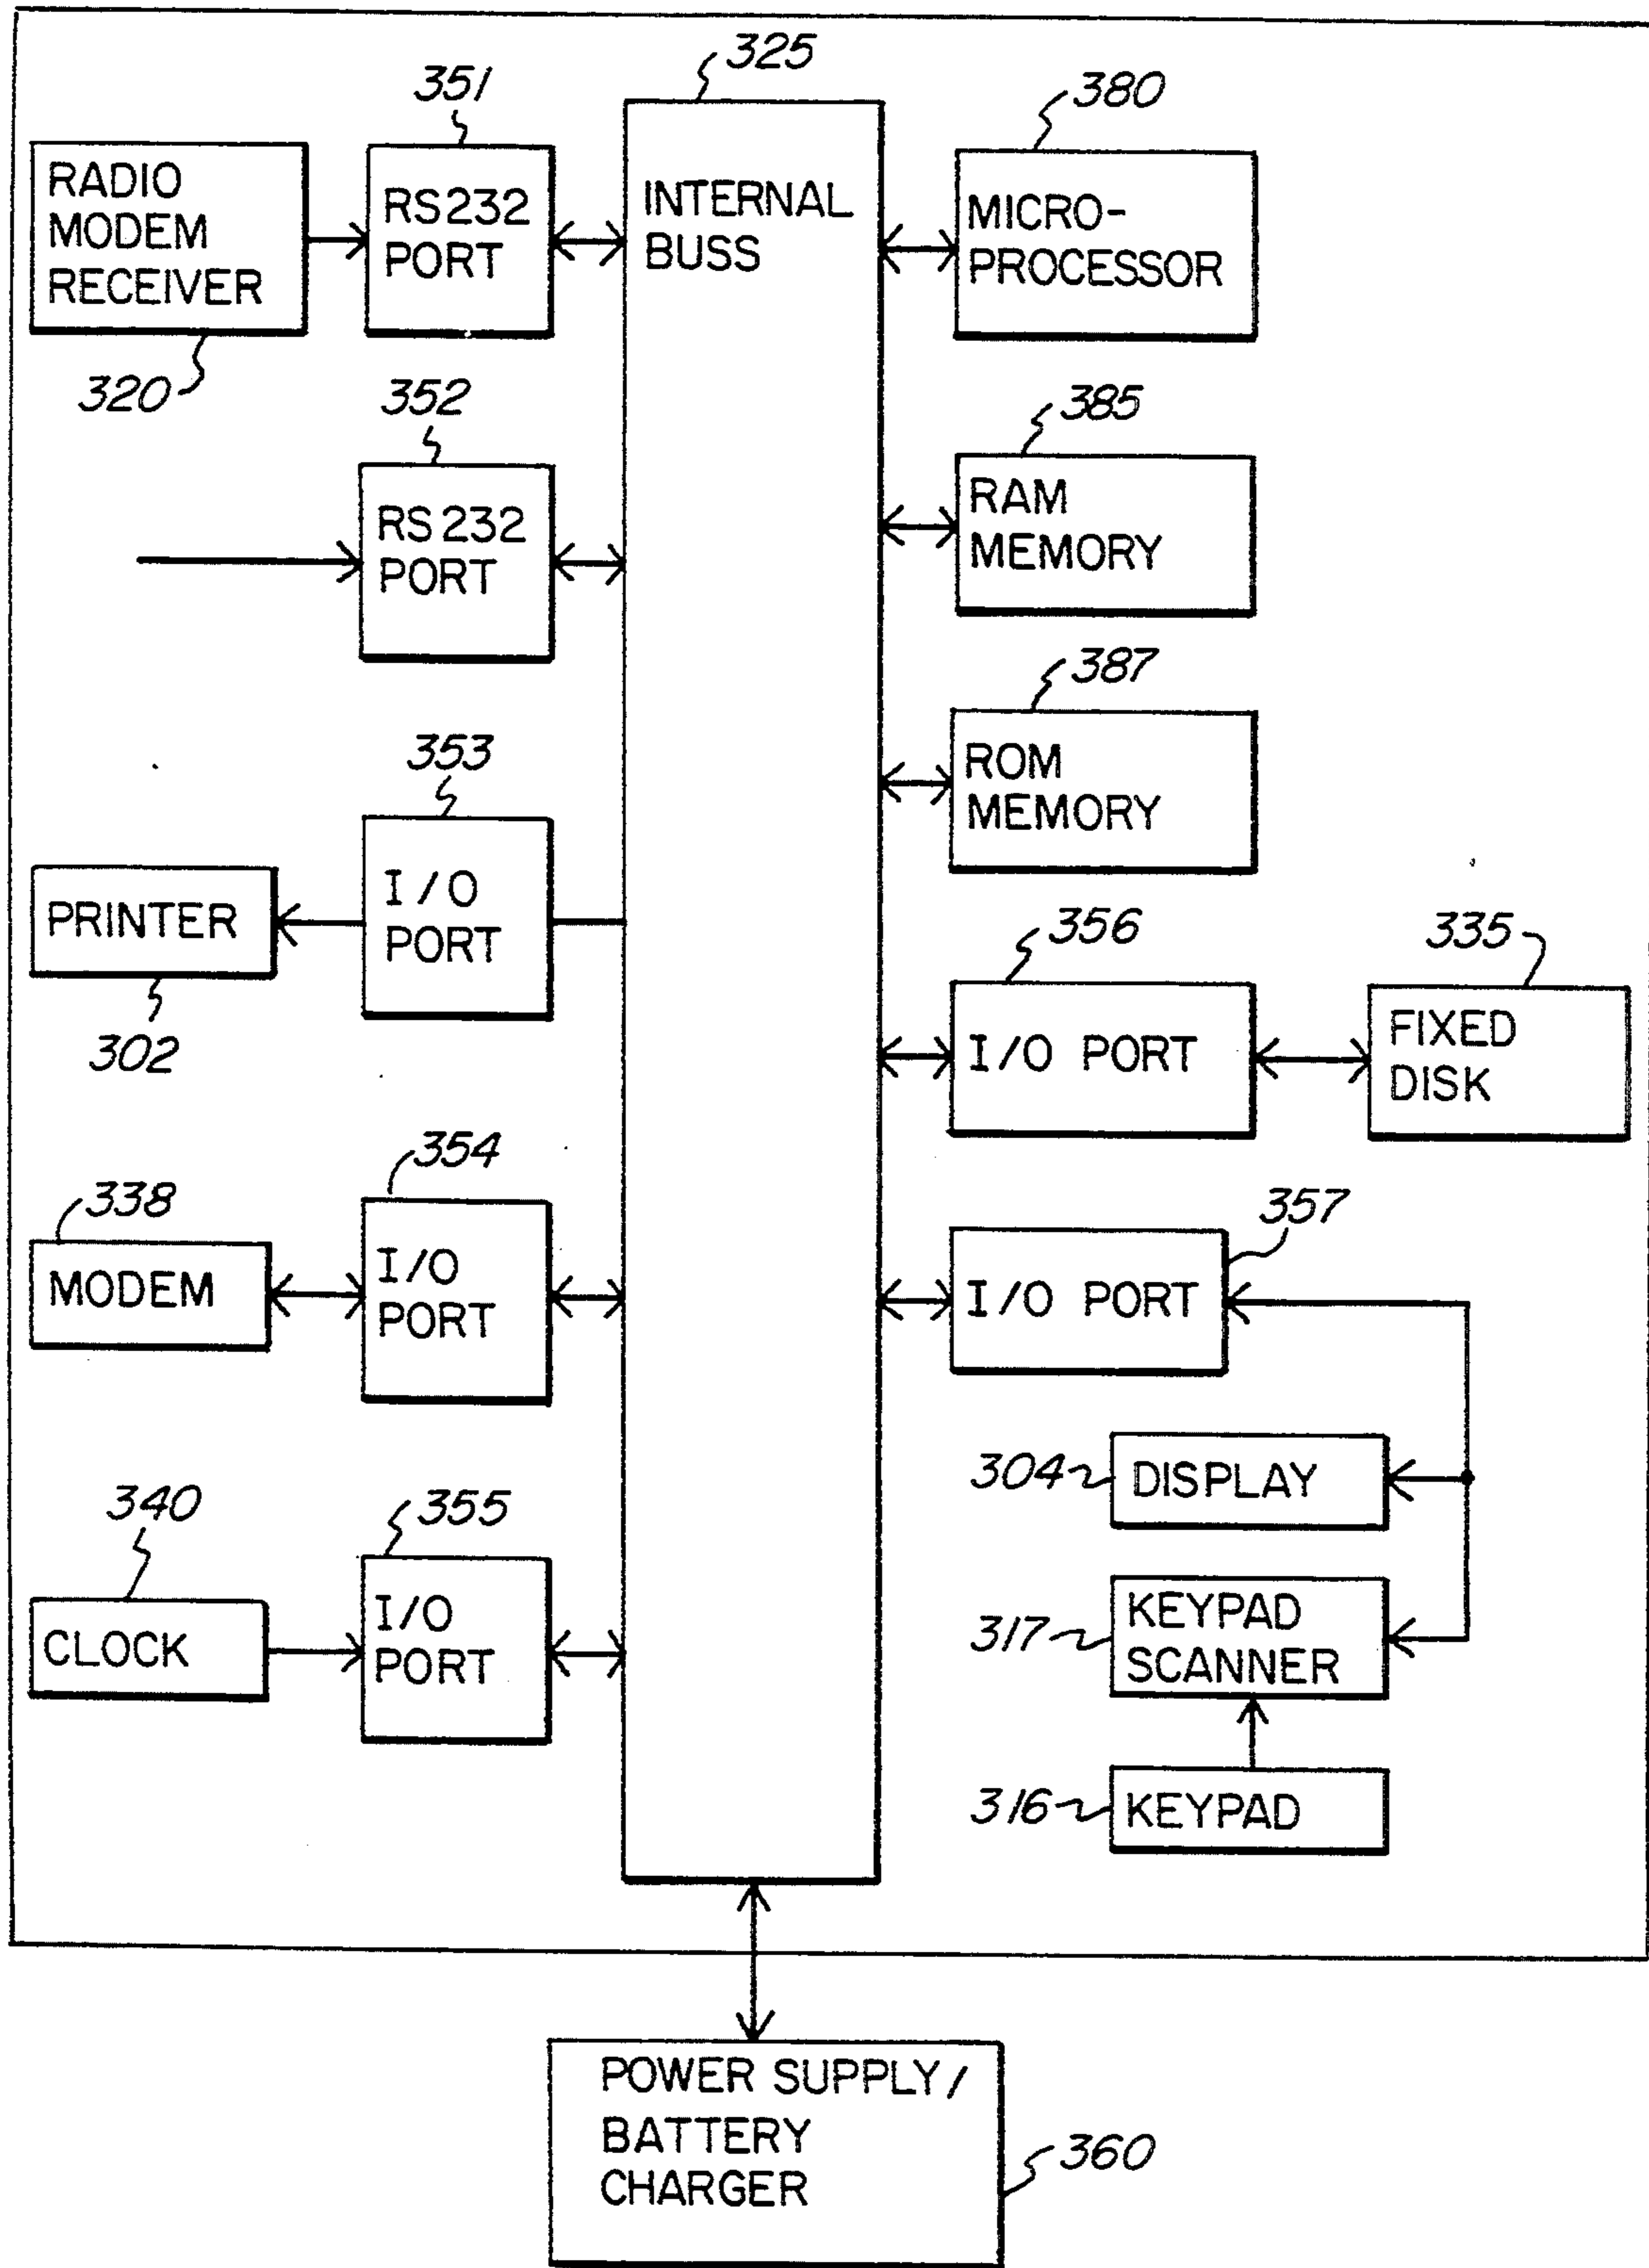 325
351
380
RADIO
MODEM
RECEIVER
RS232
PORT
INTERNAL
BUSS
MICRO-
PROCESSOR
320
352
385
RS232
PORT
RAM
MEMORY
387
353
ROM
MEMORY
PRINTER
I/O
PORT
356
335
302
I/O PORT
FIXED
DISK
354
338
357
MODEM
I/O
PORT
I/O PORT
304
DISPLAY
340
355
CLOCK
I/O
PORT
317
KEYPAD
SCANNER
316
KEYPAD
POWER SUPPLY/
BATTERY
CHARGER
360